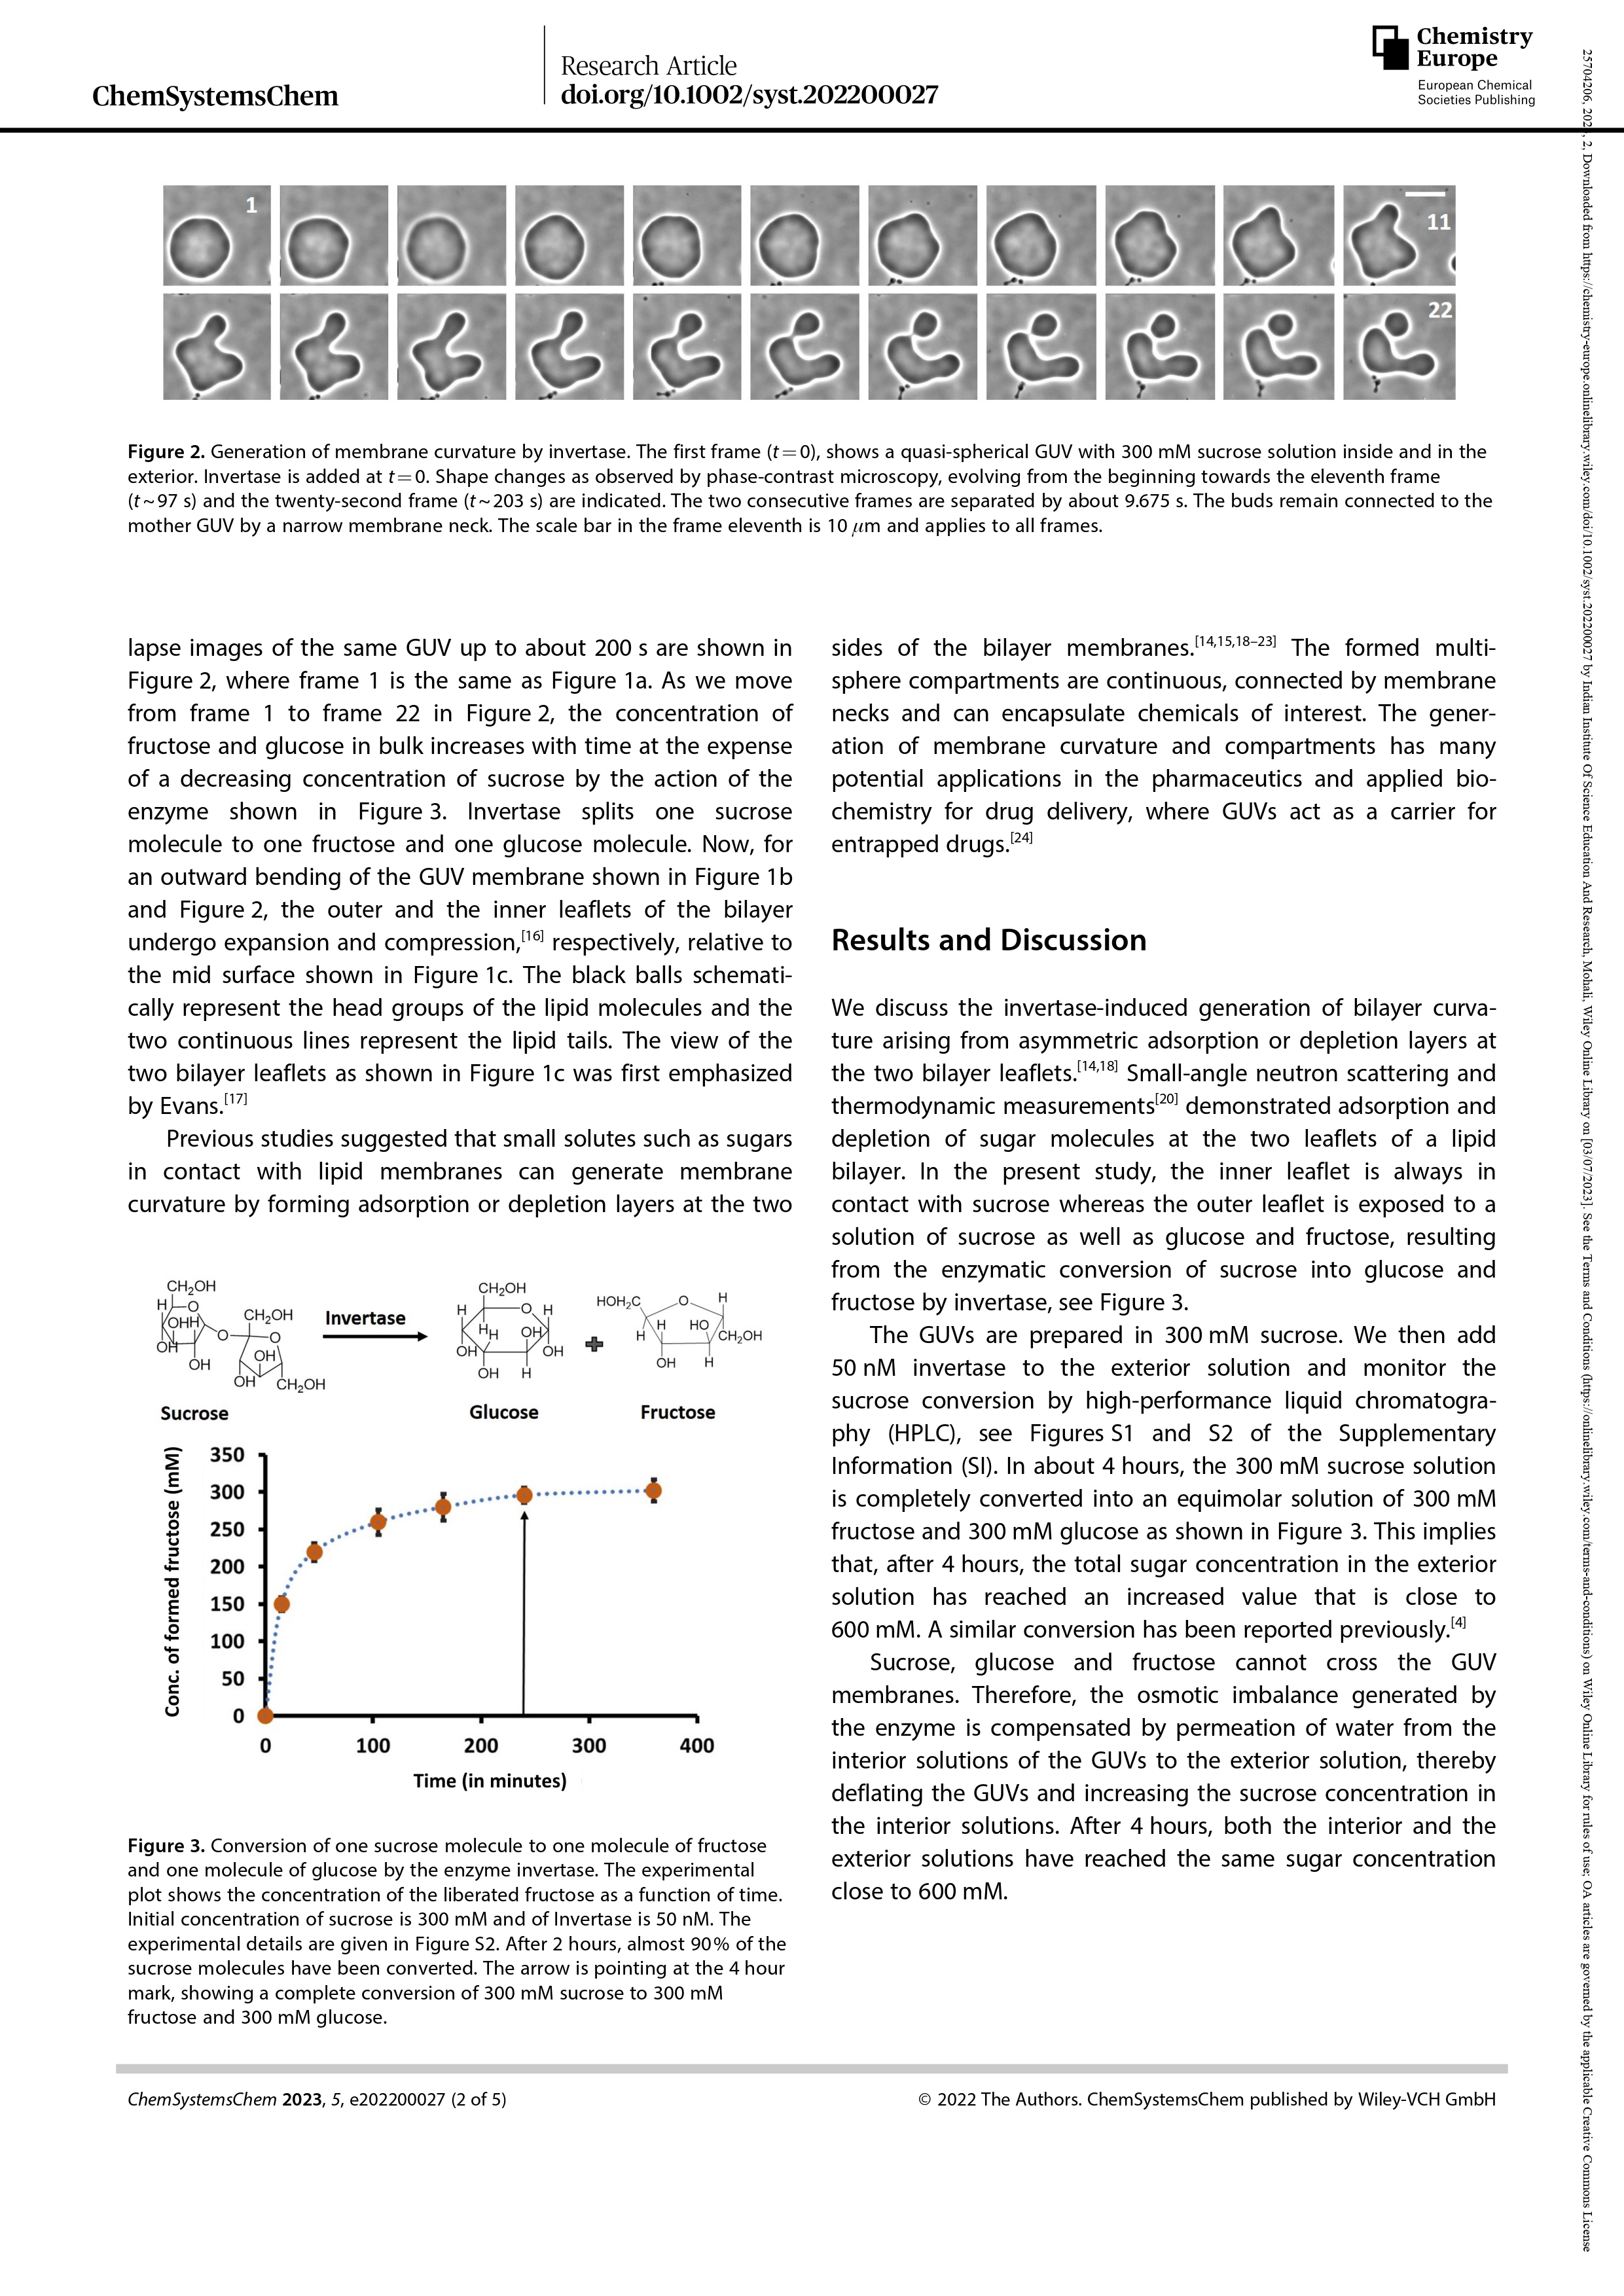 ChemSystemsChem
Research Article
doi.org/10.1002/syst.202200027
Chemistry
Europe
European Chemical
Societies Publishing
1
11
22
Figure 2. Generation of membrane curvature by invertase. The first frame (t=0), shows a quasi-spherical GUV with 300 mM sucrose solution inside and in the
exterior. Invertase is added at t=0. Shape changes as observed by phase-contrast microscopy, evolving from the beginning towards the eleventh frame
(t~97 s) and the twenty-second frame (t~203 s) are indicated. The two consecutive frames are separated by about 9.675 s. The buds remain connected to the
mother GUV by a narrow membrane neck. The scale bar in the frame eleventh is 10 μm and applies to all frames.
lapse images of the same GUV up to about 200 s are shown in
Figure 2, where frame 1 is the same as Figure 1a. As we move
from frame 1 to frame 22 in Figure 2, the concentration of
fructose and glucose in bulk increases with time at the expense
of a decreasing concentration of sucrose by the action of the
enzyme shown in Figure 3. Invertase splits one sucrose
molecule to one fructose and one glucose molecule. Now, for
an outward bending of the GUV membrane shown in Figure 1b
and Figure 2, the outer and the inner leaflets of the bilayer
undergo expansion and compression,[16] respectively, relative to
the mid surface shown in Figure 1c. The black balls schemati-
cally represent the head groups of the lipid molecules and the
two continuous lines represent the lipid tails. The view of the
two bilayer leaflets as shown in Figure 1c was first emphasized
by Evans.[17]
Previous studies suggested that small solutes such as sugars
in contact with lipid membranes can generate membrane
curvature by forming adsorption or depletion layers at the two
CH2OH
H
O
OHH
OH
OH
O
CH2OH
O
OH
OH
CH2OH
Sucrose
Invertase
CH2OH
H
O
H
H
H
OH
OH
OH
OH
H
Glucose
HOH2C
O
H
H
H
HO
CH2OH
OH
H
Fructose
Conc. of formed fructose (mM)
350
300
250
200
150
100
50
0
0
100
200
300
400
Time (in minutes)
Figure 3. Conversion of one sucrose molecule to one molecule of fructose
and one molecule of glucose by the enzyme invertase. The experimental
plot shows the concentration of the liberated fructose as a function of time.
Initial concentration of sucrose is 300 mM and of Invertase is 50 nM. The
experimental details are given in Figure S2. After 2 hours, almost 90% of the
sucrose molecules have been converted. The arrow is pointing at the 4 hour
mark, showing a complete conversion of 300 mM sucrose to 300 mM
fructose and 300 mM glucose.
sides of the bilayer membranes.[14,15,18–23] The formed multi-
sphere compartments are continuous, connected by membrane
necks and can encapsulate chemicals of interest. The gener-
ation of membrane curvature and compartments has many
potential applications in the pharmaceutics and applied bio-
chemistry for drug delivery, where GUVs act as a carrier for
entrapped drugs.[24]
Results and Discussion
We discuss the invertase-induced generation of bilayer curva-
ture arising from asymmetric adsorption or depletion layers at
the two bilayer leaflets.[14,18] Small-angle neutron scattering and
thermodynamic measurements[20] demonstrated adsorption and
depletion of sugar molecules at the two leaflets of a lipid
bilayer. In the present study, the inner leaflet is always in
contact with sucrose whereas the outer leaflet is exposed to a
solution of sucrose as well as glucose and fructose, resulting
from the enzymatic conversion of sucrose into glucose and
fructose by invertase, see Figure 3.
The GUVs are prepared in 300 mM sucrose. We then add
50 nM invertase to the exterior solution and monitor the
sucrose conversion by high-performance liquid chromatogra-
phy (HPLC), see Figures S1 and S2 of the Supplementary
Information (SI). In about 4 hours, the 300 mM sucrose solution
is completely converted into an equimolar solution of 300 mM
fructose and 300 mM glucose as shown in Figure 3. This implies
that, after 4 hours, the total sugar concentration in the exterior
solution has reached an increased value that is close to
600 mM. A similar conversion has been reported previously.[4]
Sucrose, glucose and fructose cannot cross the GUV
membranes. Therefore, the osmotic imbalance generated by
the enzyme is compensated by permeation of water from the
interior solutions of the GUVs to the exterior solution, thereby
deflating the GUVs and increasing the sucrose concentration in
the interior solutions. After 4 hours, both the interior and the
exterior solutions have reached the same sugar concentration
close to 600 mM.
ChemSystemsChem 2023, 5, e202200027 (2 of 5)
© 2022 The Authors. ChemSystemsChem published by Wiley-VCH GmbH
25704206, 202 , 2, Downloaded from https://chemistry-europe.onlinelibrary.wiley.com/doi/10.1002/syst.202200027 by Indian Institute Of Science Education And Research, Mohali, Wiley Online Library on [03/07/2023]. See the Terms and Conditions (https://onlinelibrary.wiley.com/terms-and-conditions) on Wiley Online Library for rules of use; OA articles are governed by the applicable Creative Commons License